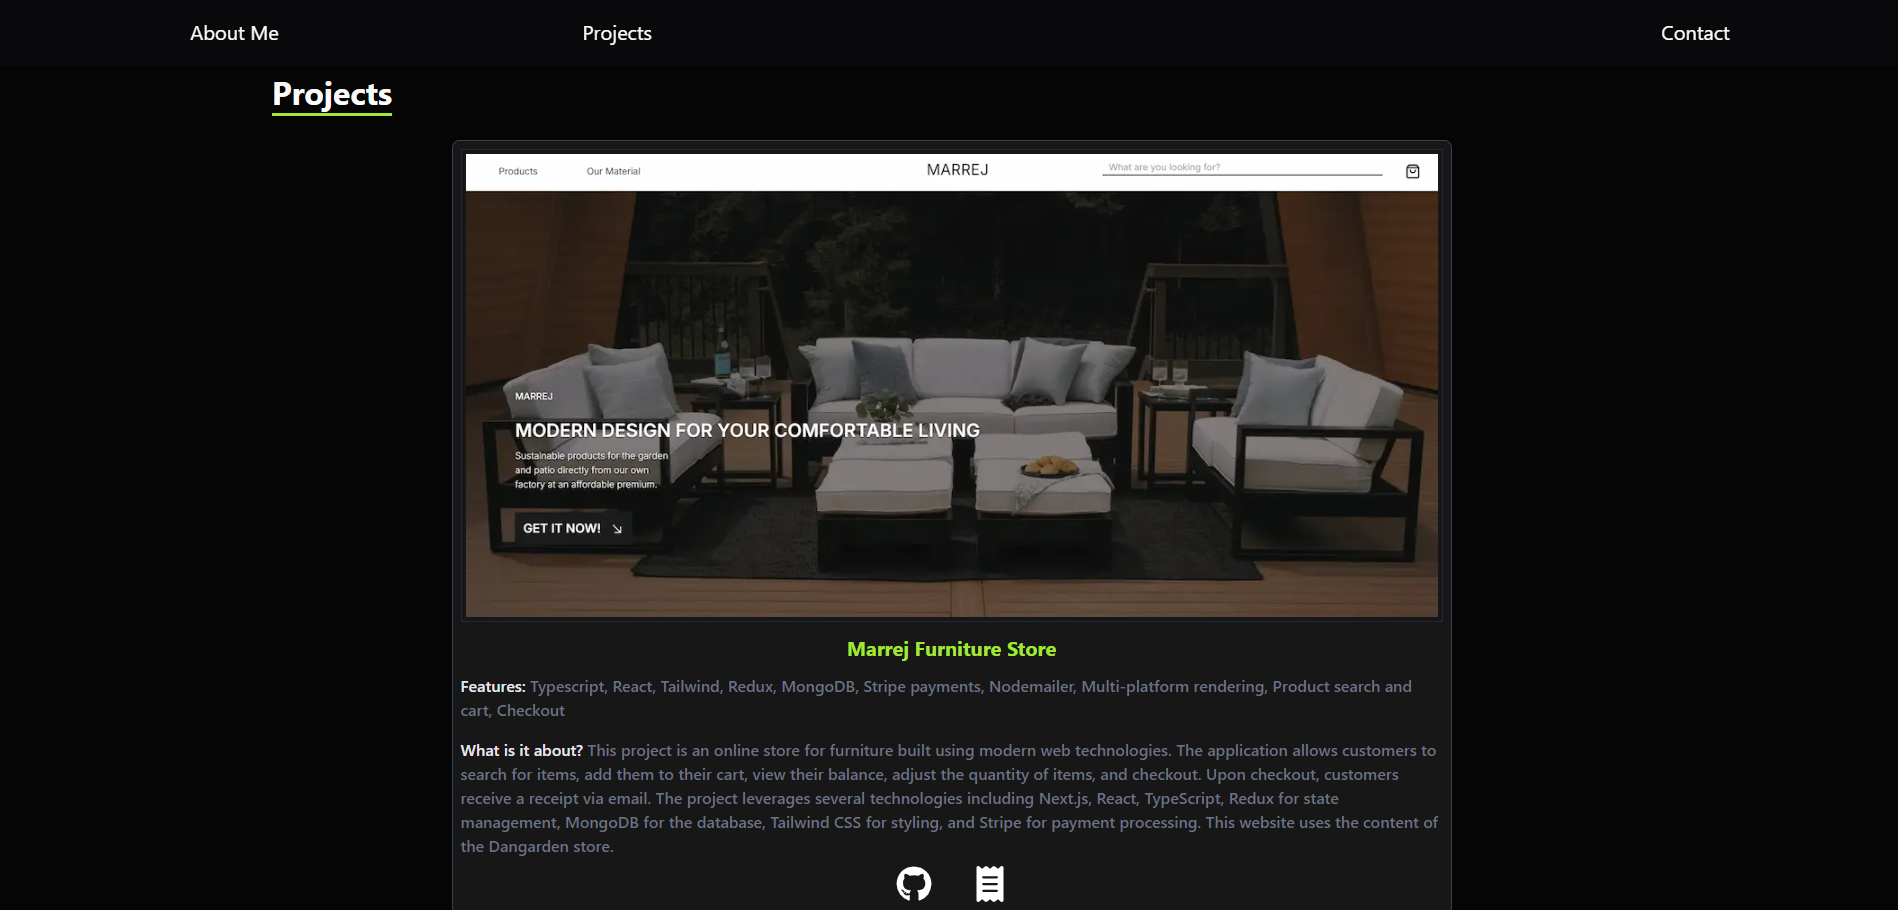 About Me
Projects
Contact
Projects
Products
Our Material
MARREJ
What are you looking for?
MARREJ
MODERN DESIGN FOR YOUR COMFORTABLE LIVING
Sustainable products for the garden
and patio directly from our own
factory at an affordable premium.
GET IT NOW!
Marrej Furniture Store
Features: Typescript, React, Tailwind, Redux, MongoDB, Stripe payments, Nodemailer, Multi-platform rendering, Product search and
cart, Checkout
What is it about? This project is an online store for furniture built using modern web technologies. The application allows customers to
search for items, add them to their cart, view their balance, adjust the quantity of items, and checkout. Upon checkout, customers
receive a receipt via email. The project leverages several technologies including Next.js, React, TypeScript, Redux for state
management, MongoDB for the database, Tailwind CSS for styling, and Stripe for payment processing. This website uses the content of
the Dangarden store.